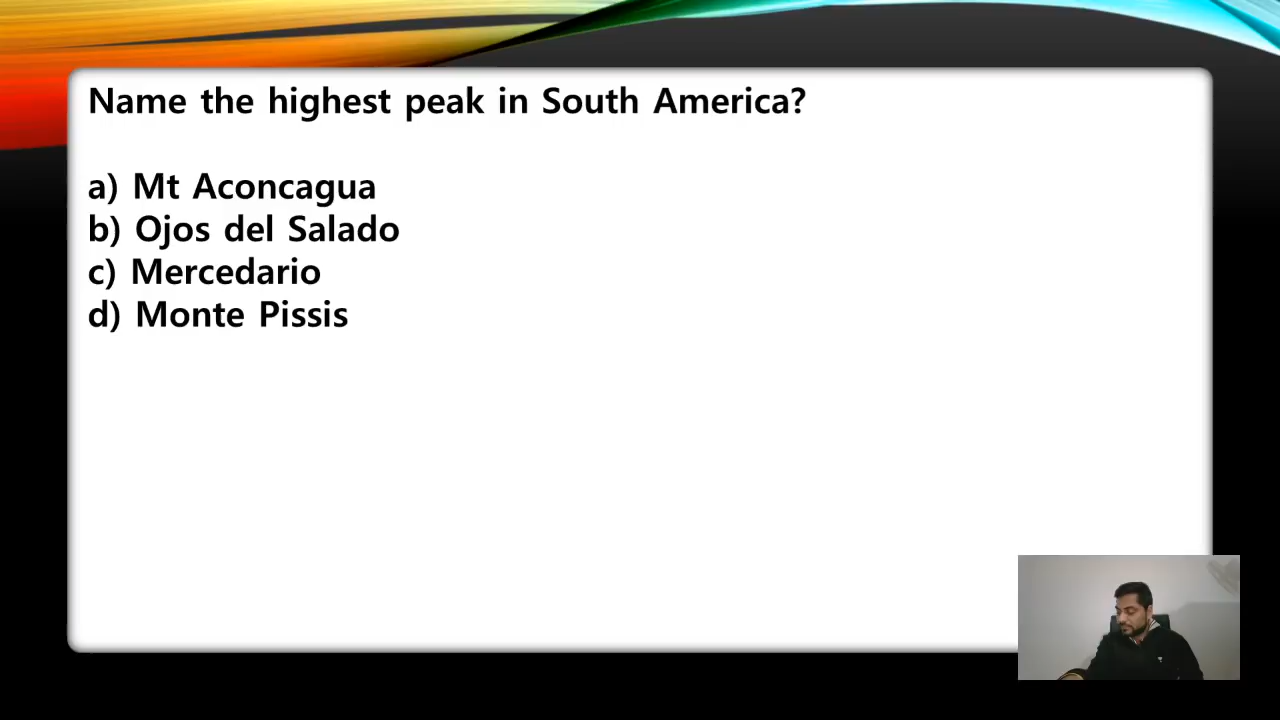 Name the highest peak in South America?
a) Mt Aconcagua
b) Ojos del Salado
c) Mercedario
d) Monte Pissis